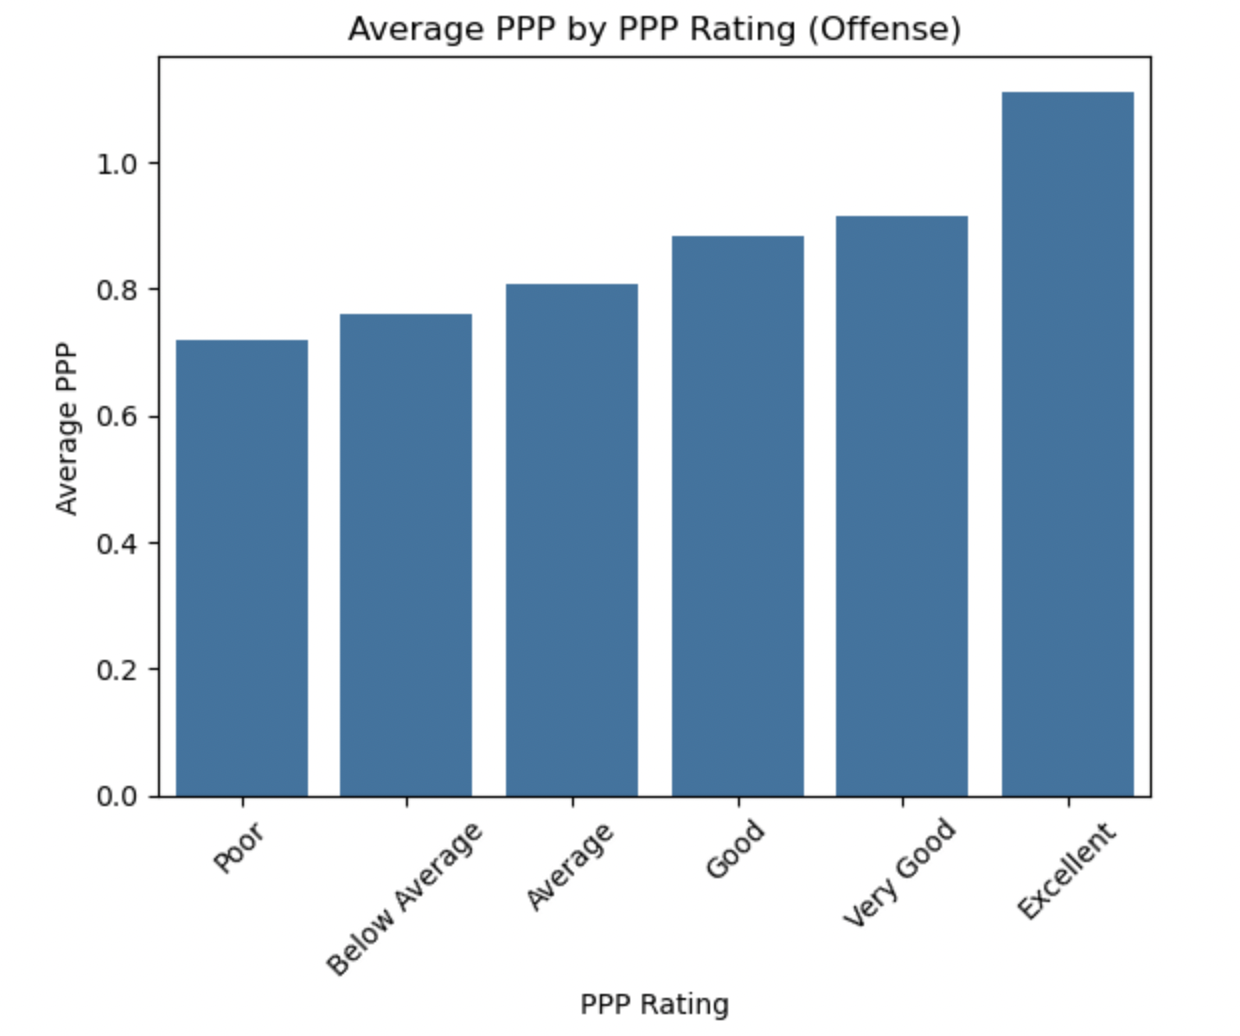 Average PPP by PPP Rating (Offense)
Average PPP
1.0
0.8
0.6
0.4
0.2
0.0
Poor
Below Average
Average
Good
Very Good
Excellent
PPP Rating